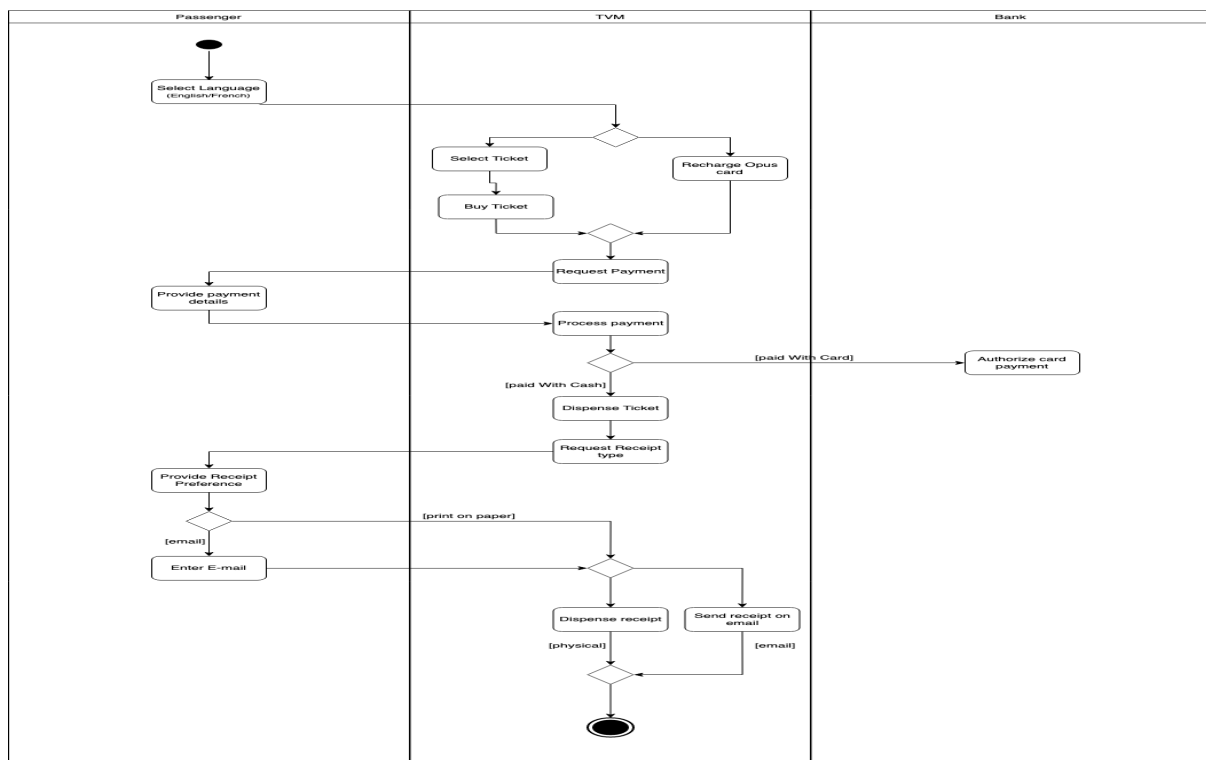 Passenger
TVM
Bank
Select Language
(English/French)
Select Ticket
Recharge Opus
card
Buy Ticket
Request Payment
Provide payment
details
Process payment
[paid With Card]
Authorize card
payment
[paid With Cash]
Dispense Ticket
Request Receipt
type
Provide Receipt
Preference
[print on paper]
[email]
Enter E-mail
Dispense receipt
Send receipt on
email
[physical]
[email]